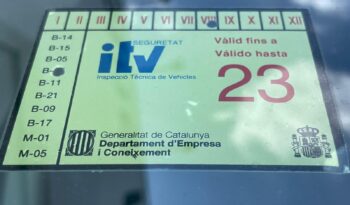 I II III IV V VI VII VIII IX X XI XII
B-14
B-15
B-05
B-11
B-21
B-09
B-17
M-01
M-05
SEGURETAT
itv
Inspecció Tècnica de Vehicles
Vàlid fins a
Válido hasta
23
Generalitat de Catalunya
Departament d'Empresa
i Coneixement